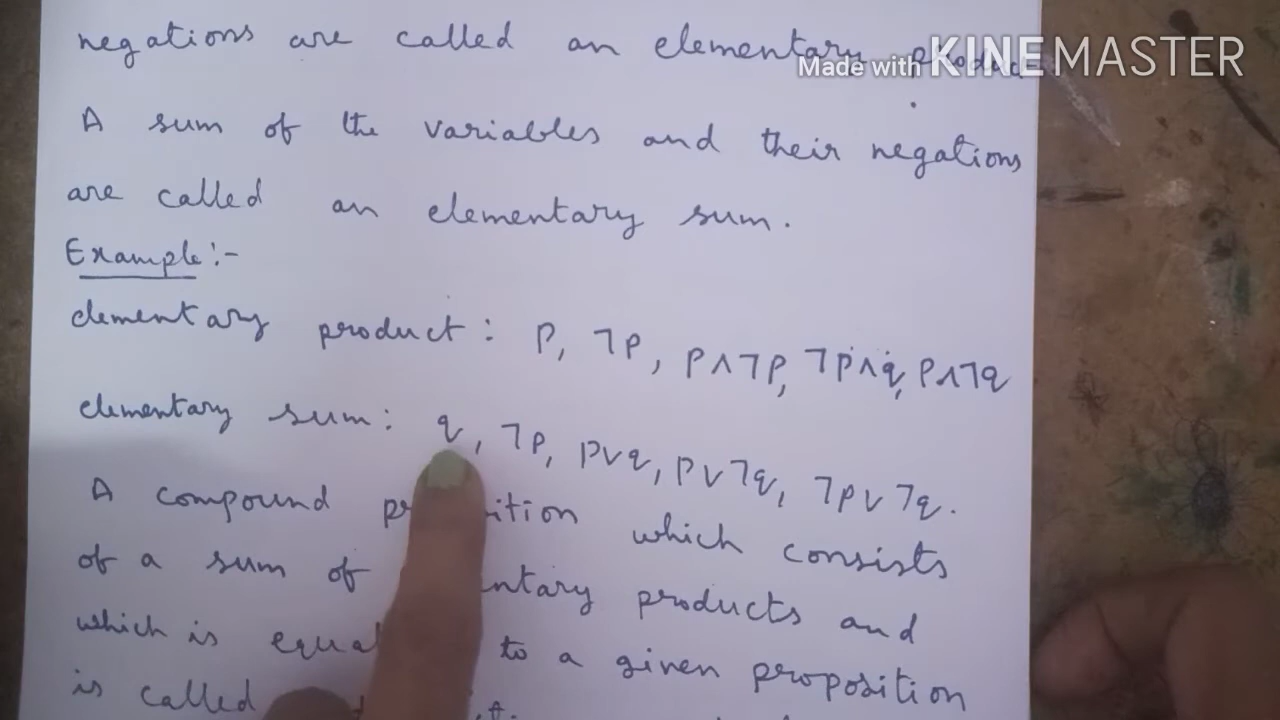 negations are called an elementary
Made with KINEMASTER
A sum of the variables and their negations
are called an elementary sum.
Example:-
elementary product: p, ¬p, p∧¬p, ¬p∧q, p∧¬q
elementary sum: q, ¬p, p∨q, p∨¬q, ¬p∨¬q.
A compound which consists
of a sum of products and
which is to a given proposition
is called